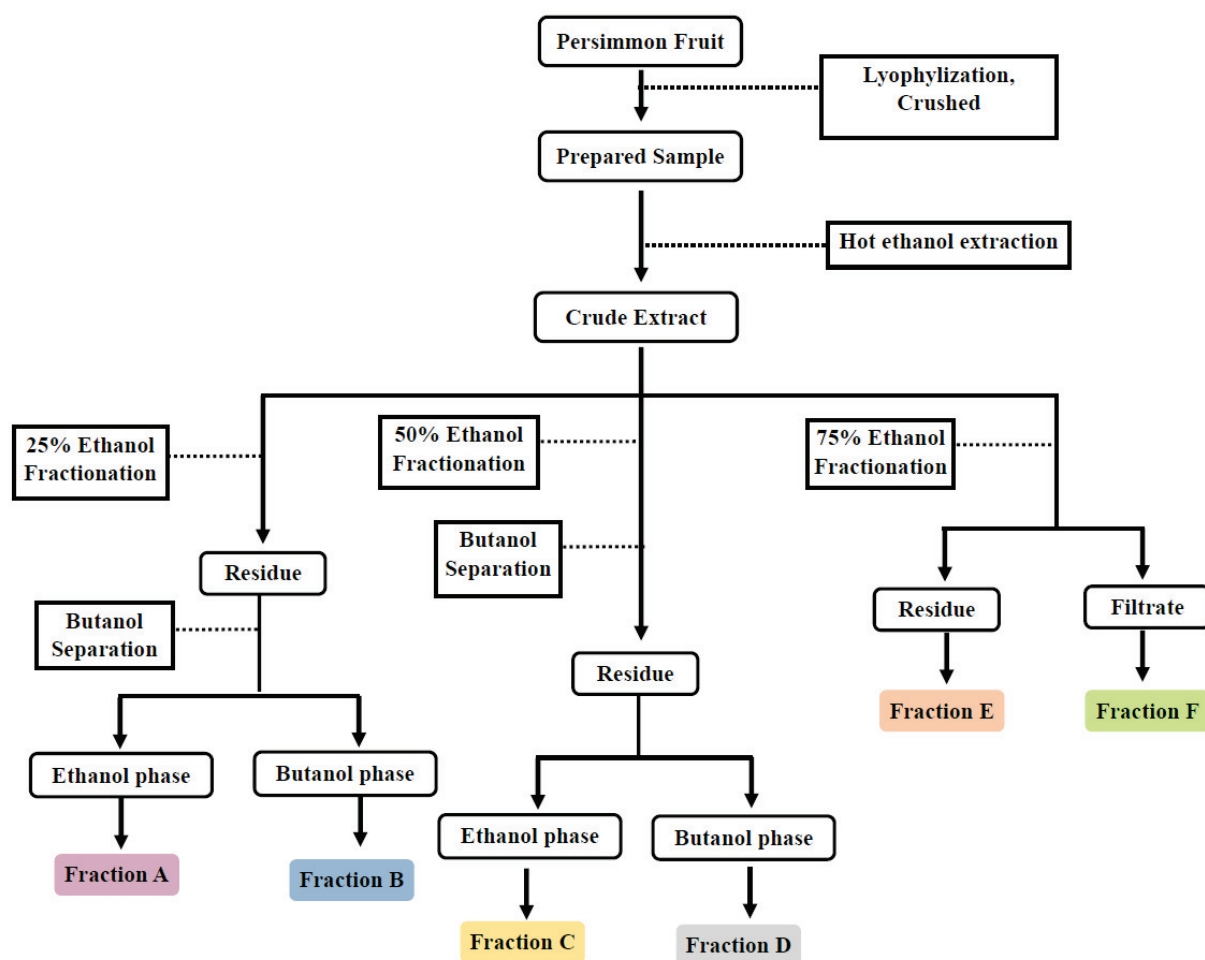 Persimmon Fruit
Lyophylization,
Crushed
Prepared Sample
Hot ethanol extraction
Crude Extract
25% Ethanol
Fractionation
50% Ethanol
Fractionation
75% Ethanol
Fractionation
Butanol
Separation
Residue
Residue
Filtrate
Butanol
Separation
Residue
Fraction E
Fraction F
Ethanol phase
Butanol phase
Ethanol phase
Butanol phase
Fraction A
Fraction B
Fraction C
Fraction D